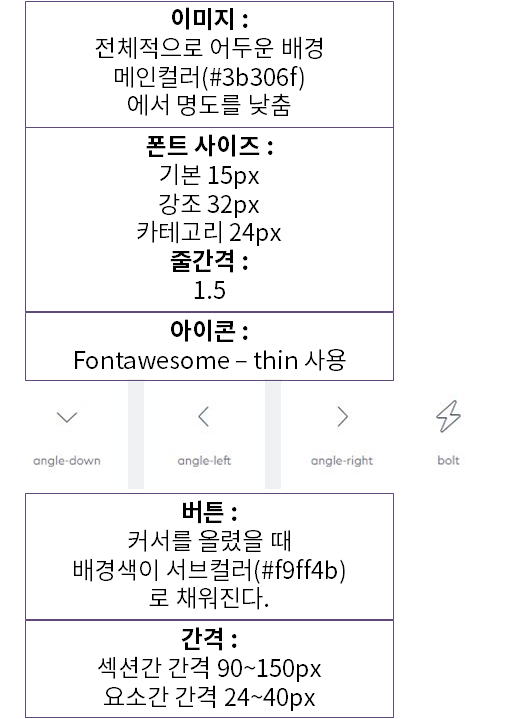 이미지 :
전체적으로 어두운 배경
메인컬러(#3b306f)
에서 명도를 낮춤
폰트 사이즈 :
기본 15px
강조 32px
카테고리 24px
줄간격 :
1.5
아이콘 :
Fontawesome – thin 사용
angle-down
angle-left
angle-right
bolt
버튼 :
커서를 올렸을 때
배경색이 서브컬러(#f9ff4b)
로 채워진다.
간격 :
섹션간 간격 90~150px
요소간 간격 24~40px